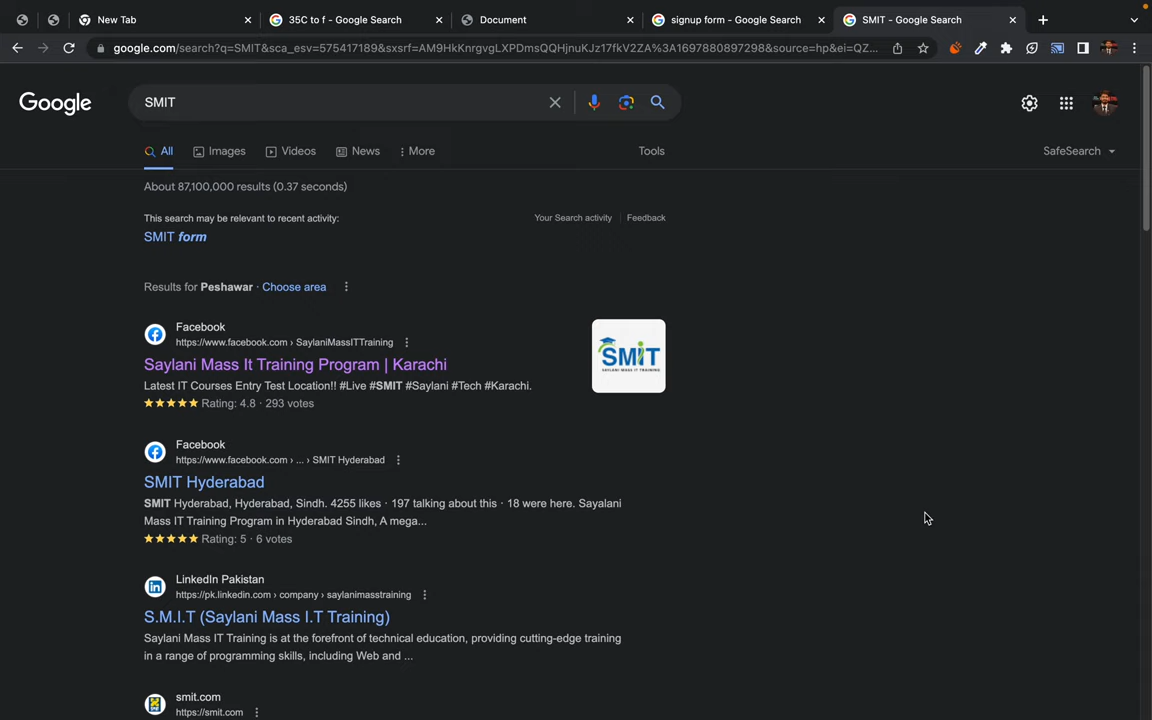 New Tab
35C to f - Google Search
Document
signup form - Google Search
SMIT - Google Search
google.com/search?q=SMIT&sca_esv=575417189&sxsrf=AM9HkKnrgvgLXPDmsQQHjnuKJz17fkV2ZA%3A1697880897298&source=hp&ei=QZ...
Google
SMIT
All
Images
Videos
News
More
Tools
SafeSearch
About 87,100,000 results (0.37 seconds)
This search may be relevant to recent activity:
Your Search activity
Feedback
SMIT form
Results for Peshawar · Choose area
Facebook
https://www.facebook.com › SaylaniMassITTraining
Saylani Mass It Training Program | Karachi
Latest IT Courses Entry Test Location!! #Live #SMIT #Saylani #Tech #Karachi.
Rating: 4.8 · 293 votes
SMIT
SAYLANI MASS IT TRAINING
Facebook
https://www.facebook.com › ... › SMIT Hyderabad
SMIT Hyderabad
SMIT Hyderabad, Hyderabad, Sindh. 4255 likes · 197 talking about this · 18 were here. Sayalani
Mass IT Training Program in Hyderabad Sindh, A mega...
Rating: 5 · 6 votes
LinkedIn Pakistan
https://pk.linkedin.com › company › saylanimasstraining
S.M.I.T (Saylani Mass I.T Training)
Saylani Mass IT Training is at the forefront of technical education, providing cutting-edge training
in a range of programming skills, including Web and ...
smit.com
https://smit.com